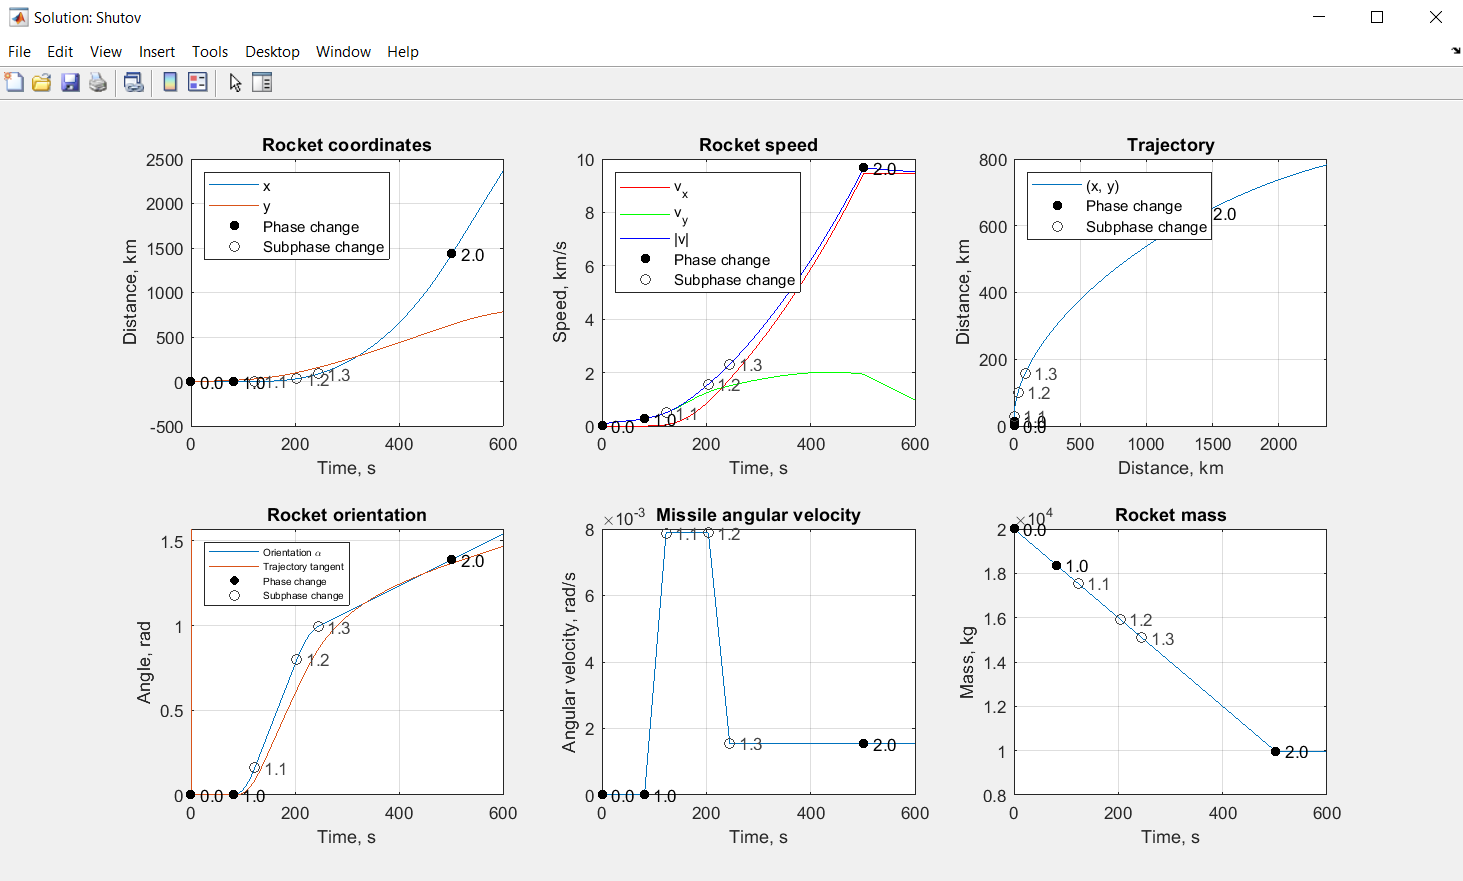 Solution: Shutov
File Edit View Insert Tools Desktop Window Help
Rocket coordinates
2500
2000
1500
1000
500
0
-500
Distance, km
x
y
Phase change
Subphase change
0.0
1.0
1.1
1.2
1.3
2.0
0 200 400 600
Time, s
Rocket speed
10
8
6
4
2
0
Speed, km/s
v_x
v_y
|v|
Phase change
Subphase change
0.0
1.0
1.1
1.2
1.3
2.0
0 200 400 600
Time, s
Trajectory
800
600
400
200
0
Distance, km
(x, y)
Phase change
Subphase change
2.0
1.3
1.2
1.1
1.0
0.0
0 500 1000 1500 2000
Distance, km
Rocket orientation
1.5
1
0.5
0
Angle, rad
Orientation α
Trajectory tangent
Phase change
Subphase change
0.0
1.0
1.1
1.2
1.3
2.0
0 200 400 600
Time, s
×10^-3
Missile angular velocity
8
6
4
2
0
Angular velocity, rad/s
0.0
1.0
1.1
1.2
1.3
2.0
0 200 400 600
Time, s
×10^4
Rocket mass
2
1.8
1.6
1.4
1.2
1
0.8
Mass, kg
0.0
1.0
1.1
1.2
1.3
2.0
0 200 400 600
Time, s